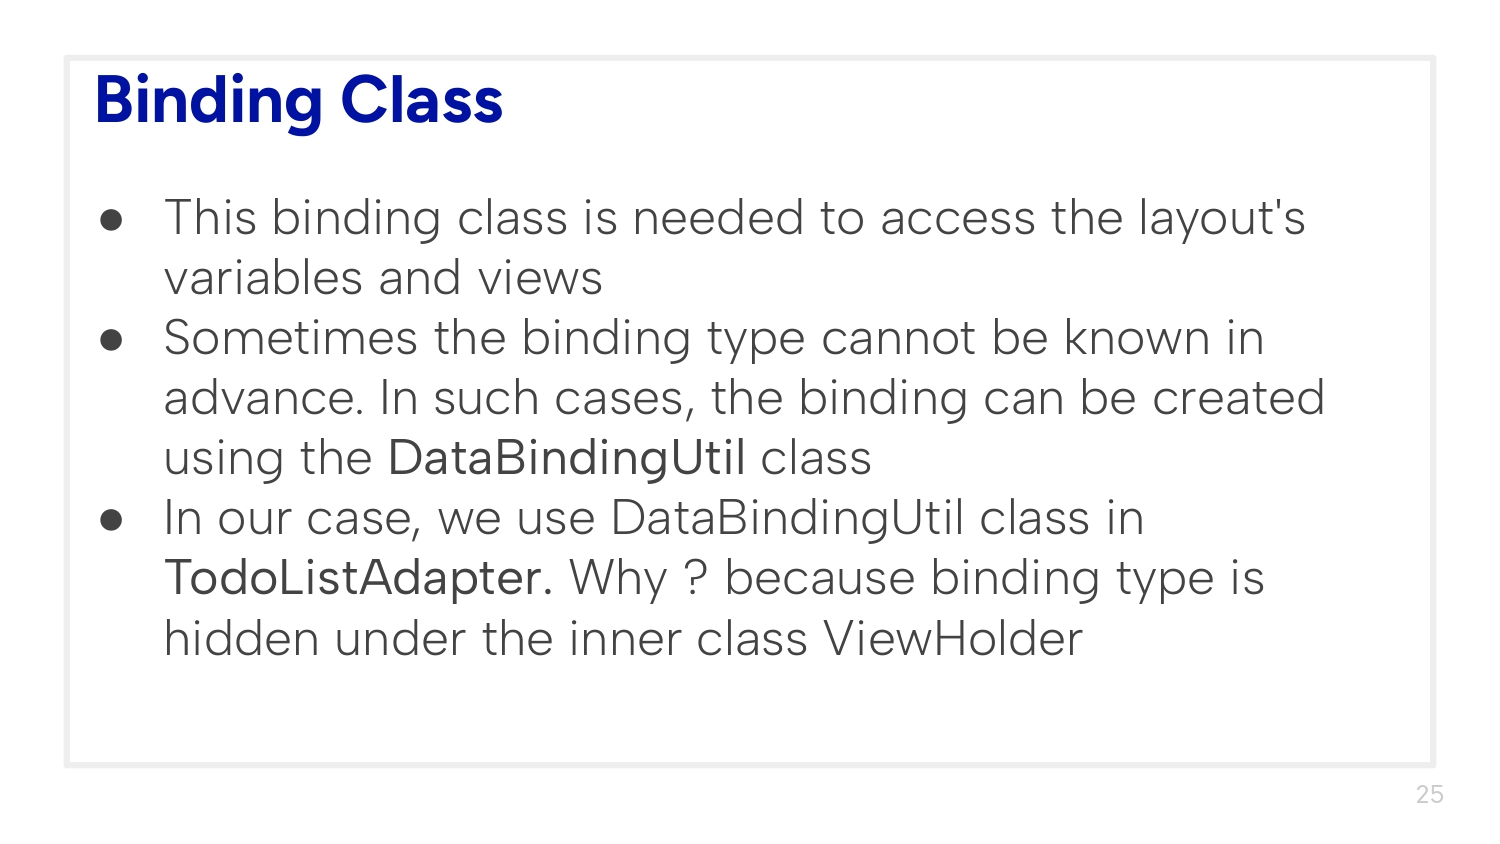 Binding Class
● This binding class is needed to access the layout's
variables and views
● Sometimes the binding type cannot be known in
advance. In such cases, the binding can be created
using the DataBindingUtil class
● In our case, we use DataBindingUtil class in
TodoListAdapter. Why ? because binding type is
hidden under the inner class ViewHolder
25